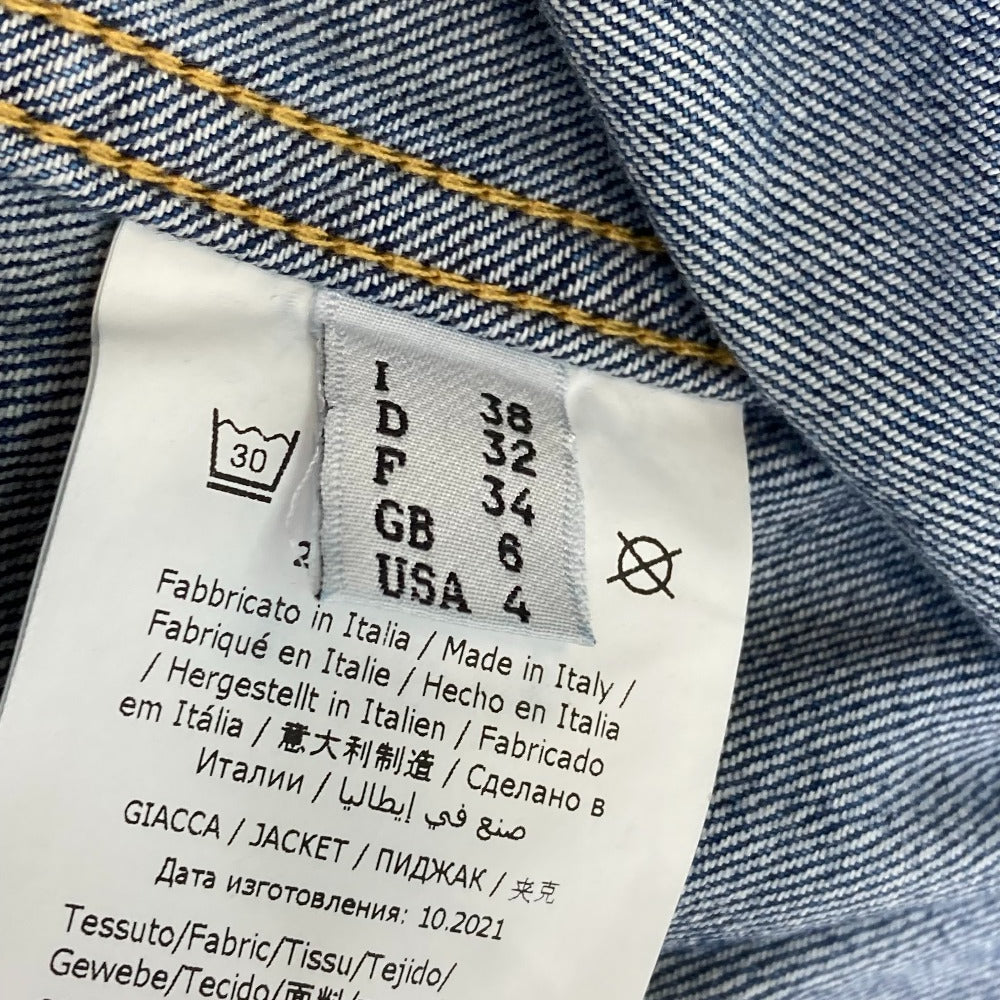 I 38
D 32
F 34
GB 6
USA 4
30
Fabbricato in Italia / Made in Italy /
Fabriqué en Italie / Hecho en Italia
/ Hergestellt in Italien / Fabricado
em Itália / 意大利制造 / Сделано в
Италии / صنع في إيطاليا
GIACCA / JACKET / ПИДЖАК / 夹克
Дата изготовления: 10.2021
Tessuto/Fabric/Tissu/Tejido/
Gewebe/Tecido/面料/